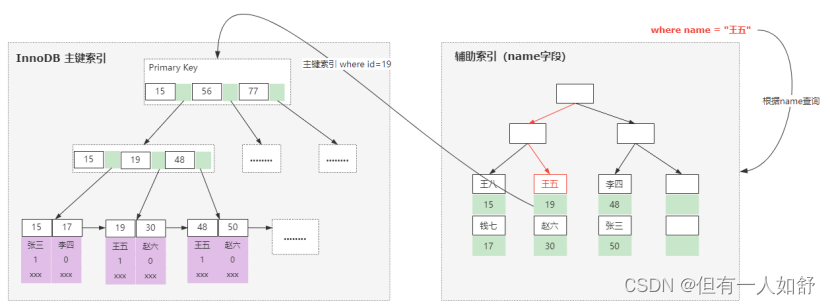 where name = "王五"
InnoDB 主键索引
Primary Key
15 56 77
主键索引 where id=19
辅助索引 (name字段)
根据name查询
15 19 48
........ ........
王八 王五 李四
15 19 48
钱七 赵六 张三
17 30 50
15 17 19 30 48 50
........
张三 李四 王五 赵六 王五 赵六
1 0 1 0 1 0
xxx xxx xxx xxx xxx xxx
CSDN @但有一人如舒